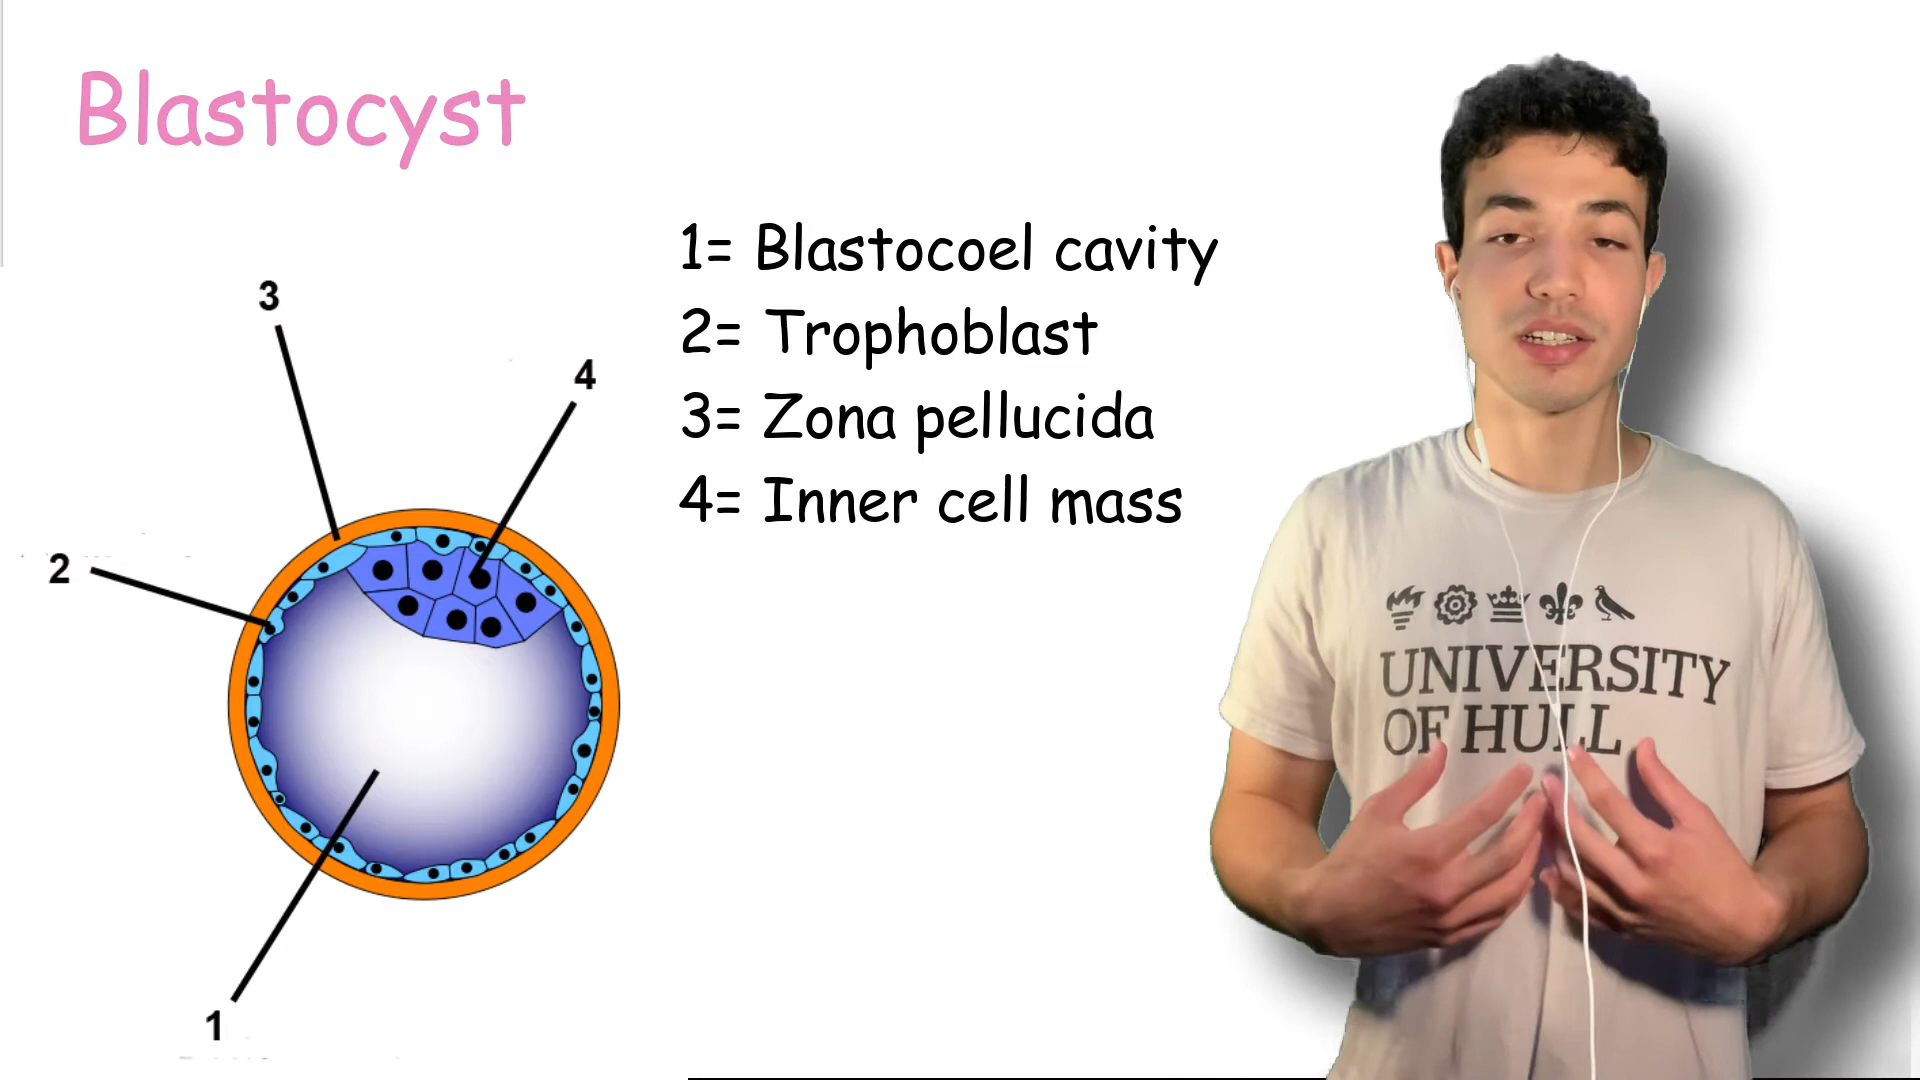 Blastocyst
1= Blastocoel cavity
2= Trophoblast
3= Zona pellucida
4= Inner cell mass
3
4
2
1
UNIVERSITY
OF HULL